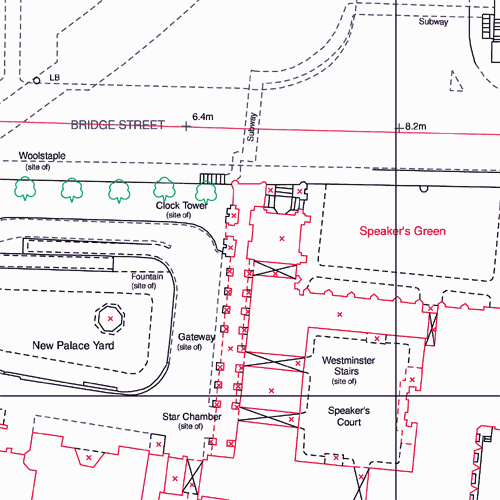 Subway
LB
BRIDGE STREET
6.4m
Subway
8.2m
Woolstaple
(site of)
Clock Tower
(site of)
Speaker's Green
Fountain
(site of)
New Palace Yard
Gateway
(site of)
Westminster
Stairs
(site of)
Star Chamber
(site of)
Speaker's
Court